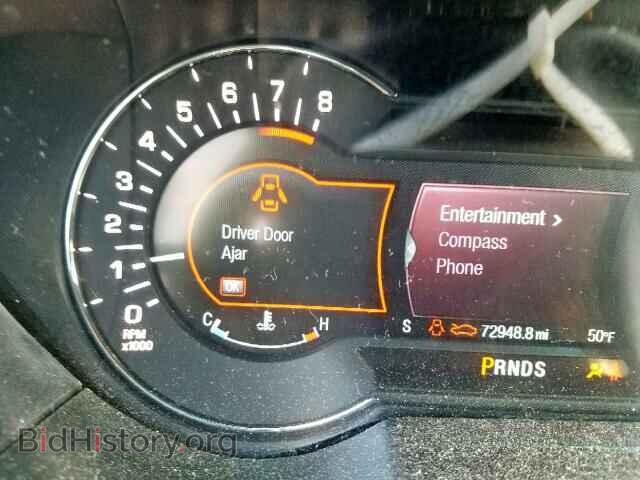 8
7
6
5
4
3
2
1
0
RPM
x1000
Driver Door
Ajar
OK
C H
Entertainment >
Compass
Phone
S 72948.8 mi 50°F
PRNDS
BidHistory.org